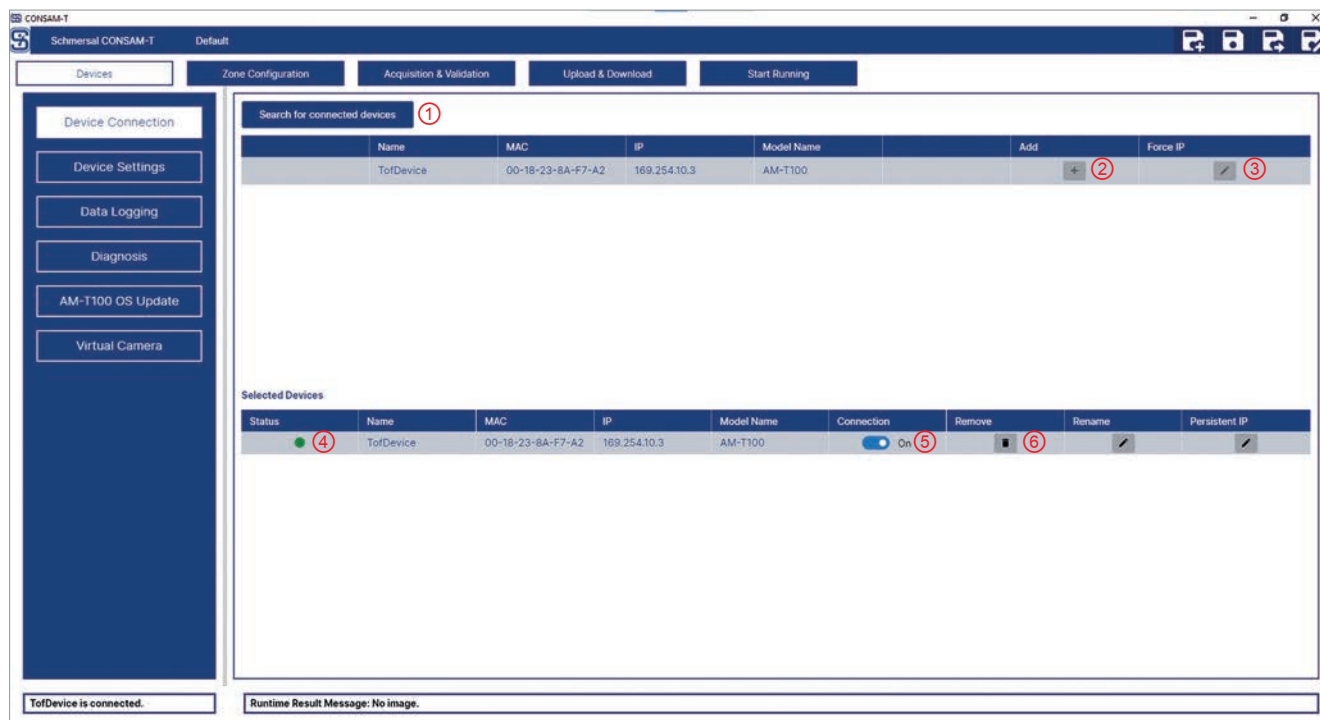 CONSAM-T
Schmersal CONSAM-T Default
Devices Zone Configuration Acquisition & Validation Upload & Download Start Running
Device Connection
Device Settings
Data Logging
Diagnosis
AM-T100 OS Update
Virtual Camera
Search for connected devices ①
Name MAC IP Model Name Add Force IP
TofDevice 00-18-23-8A-F7-A2 169.254.10.3 AM-T100 ② ③
Selected Devices
Status Name MAC IP Model Name Connection Remove Rename Persistent IP
④ TofDevice 00-18-23-8A-F7-A2 169.254.10.3 AM-T100 On ⑤ ⑥
TofDevice is connected.
Runtime Result Message: No image.